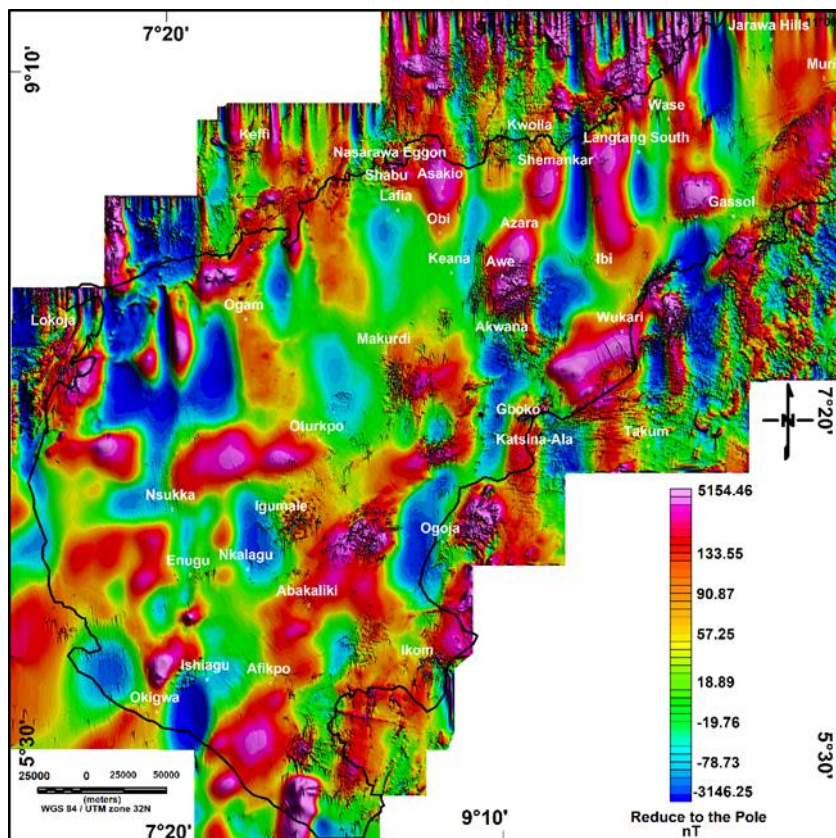 7°20'
Jarawa Hills
9°10'
Muri
Wase
Kwolla
Keffi
Langtang South
Nasarawa Eggon
Shemankar
Shabu
Asakio
Lafia
Gassol
Obi
Azara
Keana
Awe
Ibi
Ogam
Lokoja
Wukari
Akwana
Makurdi
7°20'
Gboko
N
Oturkpo
Katsina-Ala
Takum
Nsukka
5154.46
Igumale
Ogoja
133.55
Enugu
Nkalagu
90.87
Abakaliki
57.25
Ikom
Ishiagu
Afikpo
18.89
Okigwa
-19.76
5°30'
5°30'
-78.73
25000 0 25000 50000
(meters)
WGS 84 / UTM zone 32N
-3146.25
Reduce to the Pole
nT
7°20'
9°10'